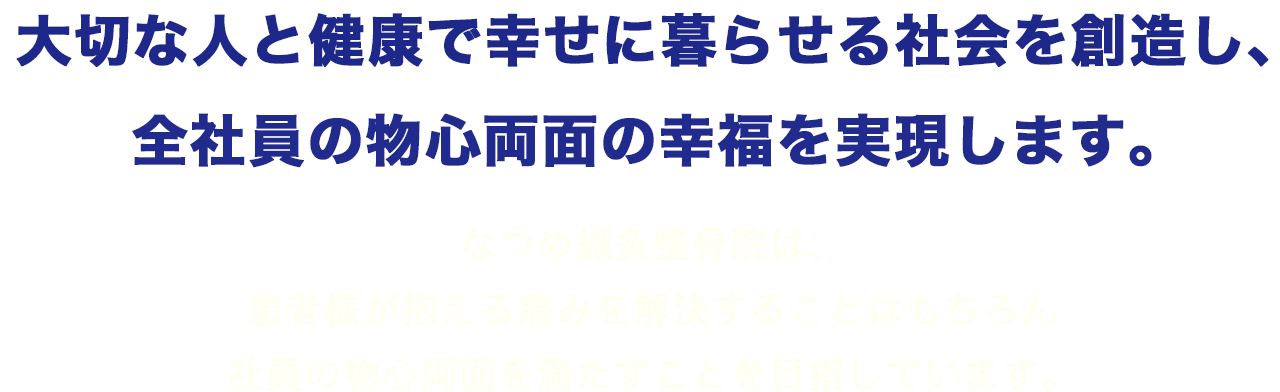 大切な人と健康で幸せに暮らせる社会を創造し、
全社員の物心両面の幸福を実現します。
なつめ鍼灸整骨院は、
患者様が抱える痛みを解決することはもちろん
社員の物心両面を満たすことを目指しています。